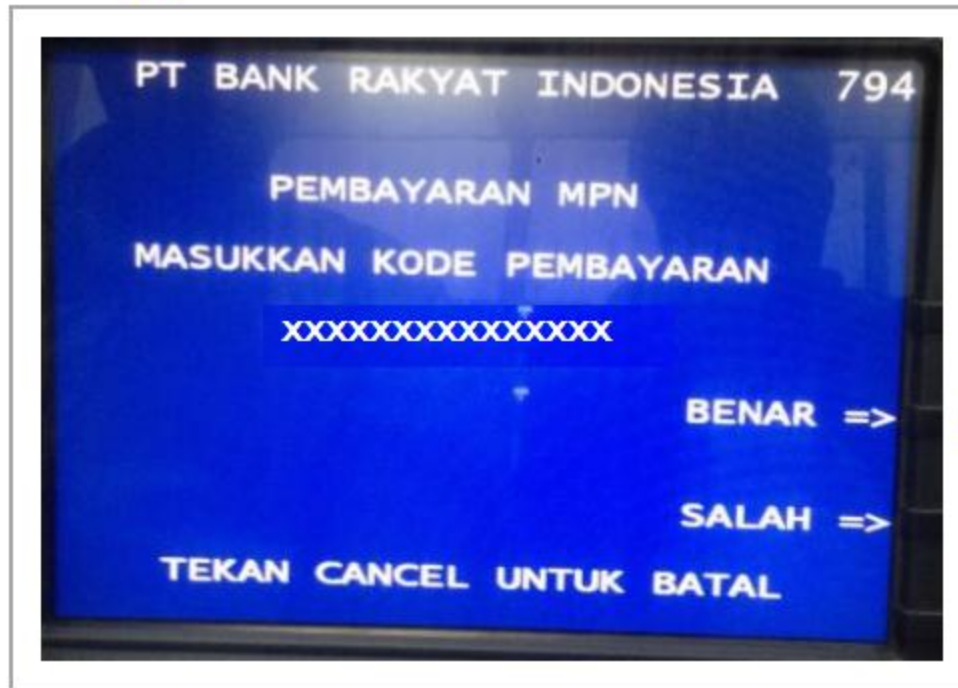 PT BANK RAKYAT INDONESIA 794
PEMBAYARAN MPN
MASUKKAN KODE PEMBAYARAN
XXXXXXXXXXXXXXX
BENAR =>
SALAH =>
TEKAN CANCEL UNTUK BATAL